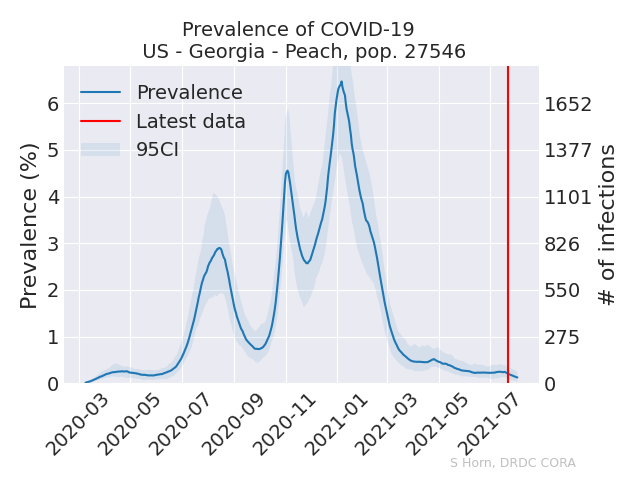 Prevalence of COVID-19
US - Georgia - Peach, pop. 27546
Prevalence
Latest data
95CI
Prevalence (%)
6
5
4
3
2
1
0
1652
1377
1101
826
550
275
0
# of infections
2020-03
2020-05
2020-07
2020-09
2020-11
2021-01
2021-03
2021-05
2021-07
S Horn, DRDC CORA